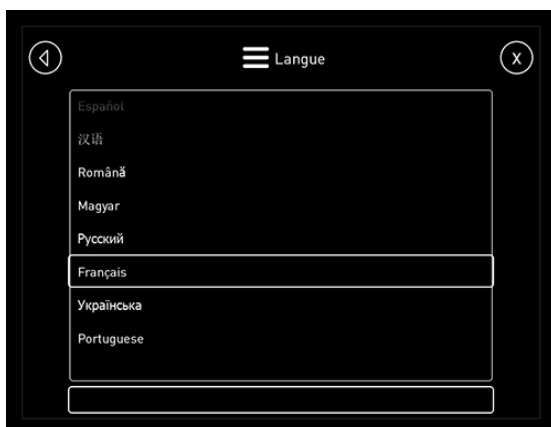 Langue
X
Español
汉语
Română
Magyar
Русский
Français
Українська
Portuguese